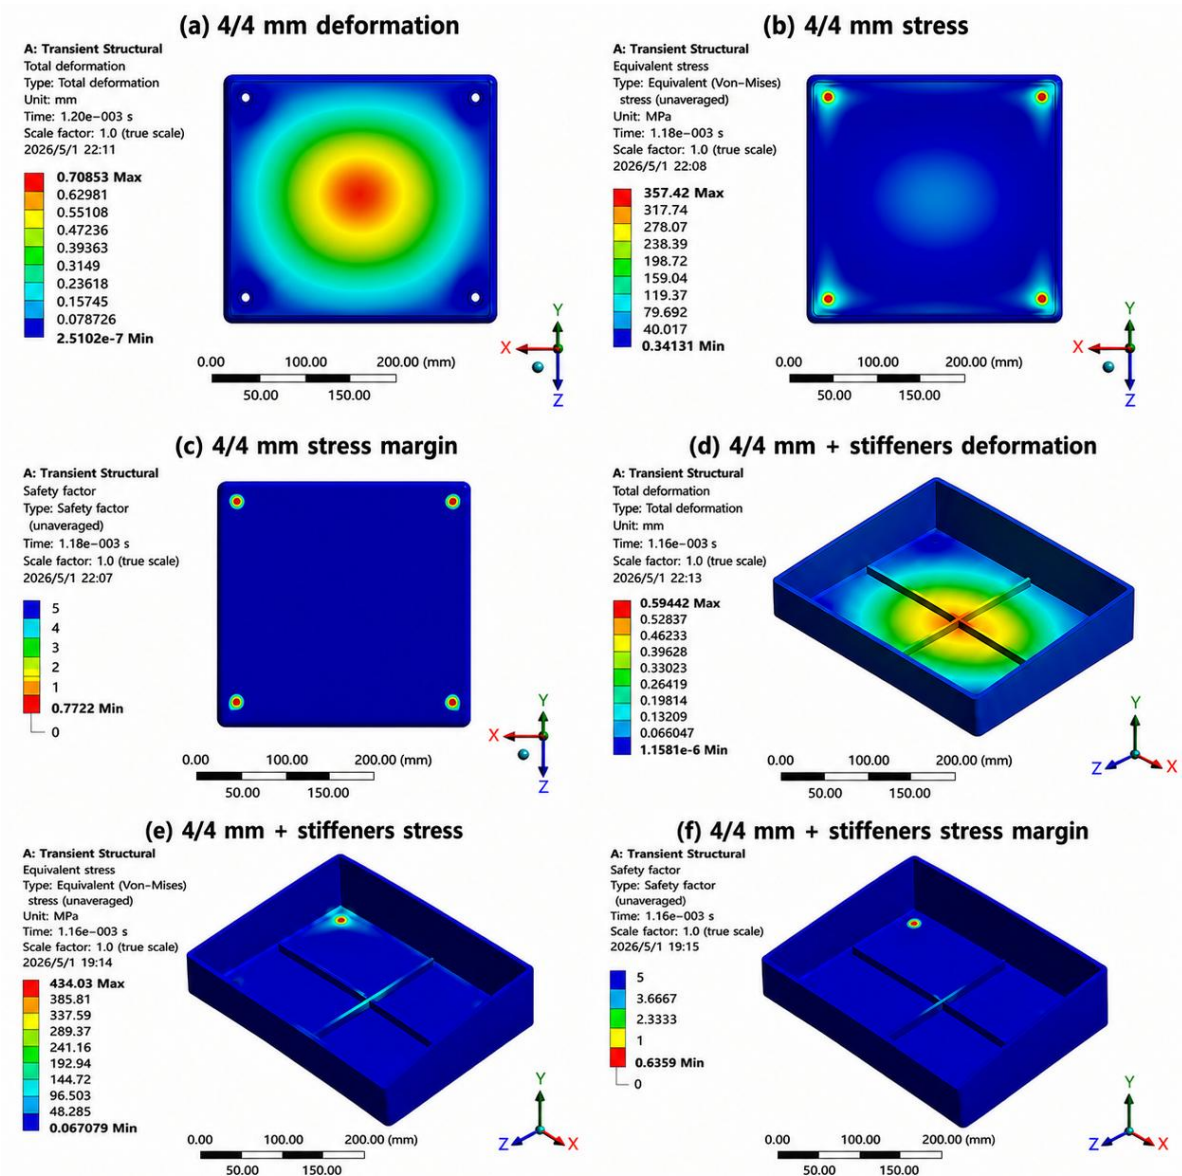 (a) 4/4 mm deformation
A: Transient Structural
Total deformation
Type: Total deformation
Unit: mm
Time: 1.20e−003 s
Scale factor: 1.0 (true scale)
2026/5/1 22:11
0.70853 Max
0.62981
0.55108
0.47236
0.39363
0.3149
0.23618
0.15745
0.078726
2.5102e-7 Min
0.00 100.00 200.00 (mm)
50.00 150.00
Y
X
Z
(b) 4/4 mm stress
A: Transient Structural
Equivalent stress
Type: Equivalent (Von−Mises)
stress (unaveraged)
Unit: MPa
Time: 1.18e−003 s
Scale factor: 1.0 (true scale)
2026/5/1 22:08
357.42 Max
317.74
278.07
238.39
198.72
159.04
119.37
79.692
40.017
0.34131 Min
0.00 100.00 200.00 (mm)
50.00 150.00
Y
X
Z
(c) 4/4 mm stress margin
A: Transient Structural
Safety factor
Type: Safety factor
(unaveraged)
Time: 1.18e−003 s
Scale factor: 1.0 (true scale)
2026/5/1 22:07
5
4
3
2
1
0.7722 Min
0
0.00 100.00 200.00 (mm)
50.00 150.00
Y
X
Z
(d) 4/4 mm + stiffeners deformation
A: Transient Structural
Total deformation
Type: Total deformation
Unit: mm
Time: 1.16e−003 s
Scale factor: 1.0 (true scale)
2026/5/1 22:13
0.59442 Max
0.52837
0.46233
0.39628
0.33023
0.26419
0.19814
0.13209
0.066047
1.1581e-6 Min
0.00 100.00 200.00 (mm)
50.00 150.00
Y
Z X
(e) 4/4 mm + stiffeners stress
A: Transient Structural
Equivalent stress
Type: Equivalent (Von−Mises)
stress (unaveraged)
Unit: MPa
Time: 1.16e−003 s
Scale factor: 1.0 (true scale)
2026/5/1 19:14
434.03 Max
385.81
337.59
289.37
241.16
192.94
144.72
96.503
48.285
0.067079 Min
0.00 100.00 200.00 (mm)
50.00 150.00
Y
Z X
(f) 4/4 mm + stiffeners stress margin
A: Transient Structural
Safety factor
Type: Safety factor
(unaveraged)
Time: 1.16e−003 s
Scale factor: 1.0 (true scale)
2026/5/1 19:15
5
3.6667
2.3333
1
0.6359 Min
0
0.00 100.00 200.00 (mm)
50.00 150.00
Y
Z X